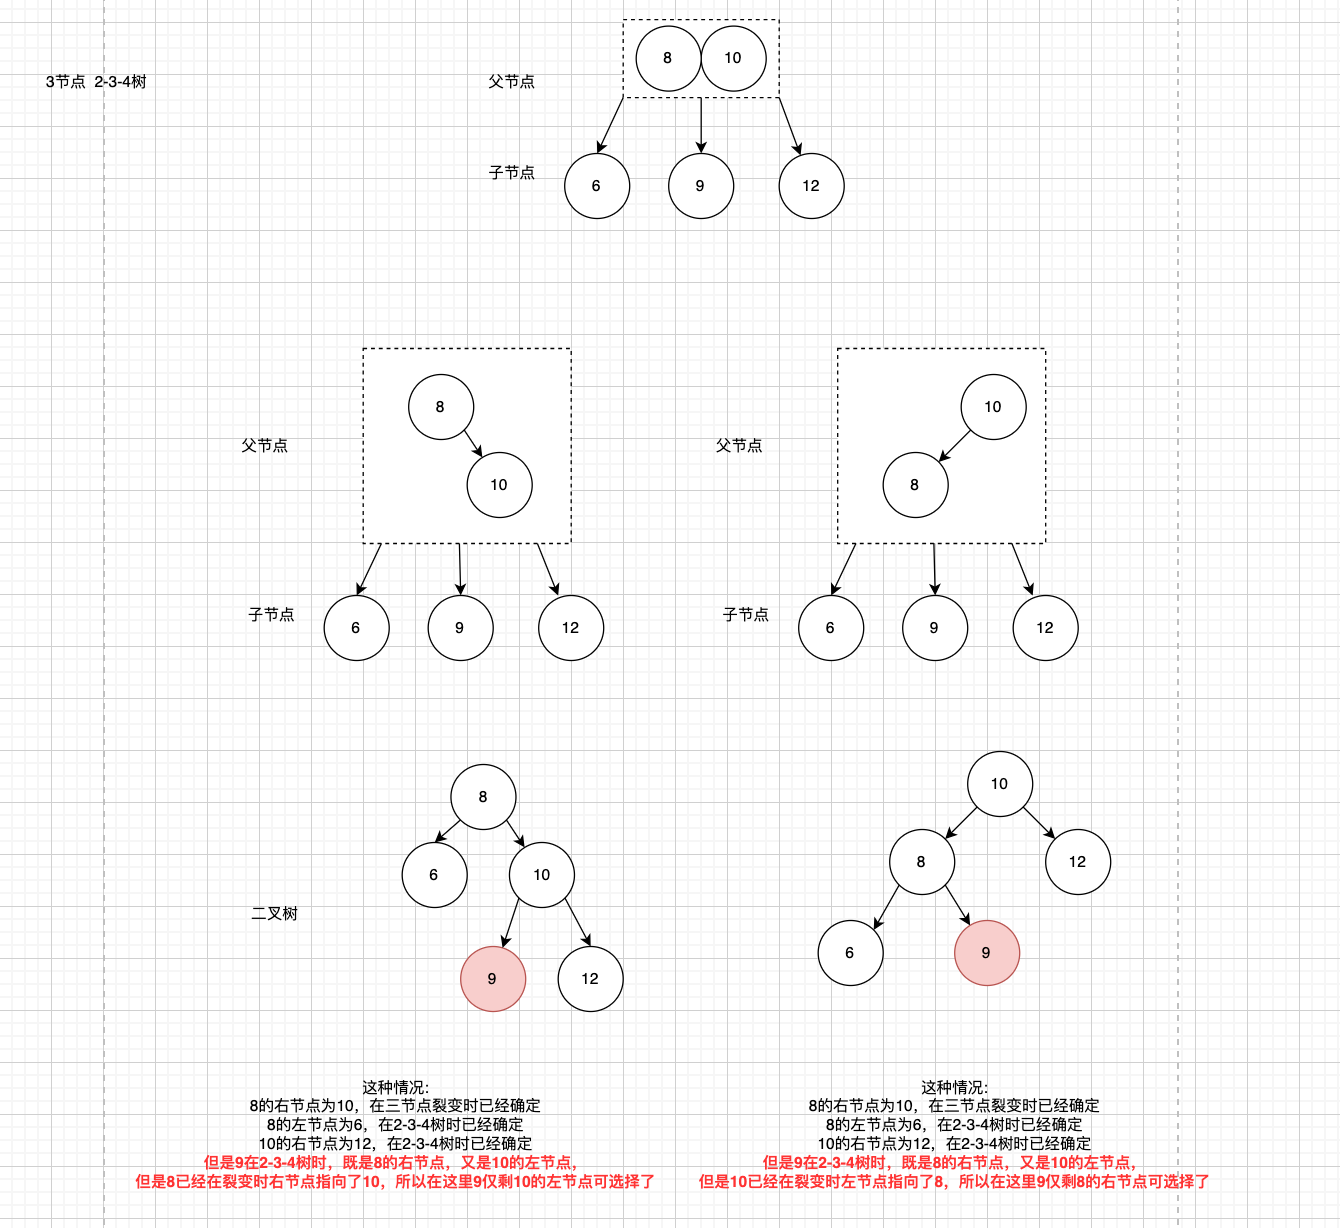 8 10
3节点 2-3-4树
父节点
子节点
6 9 12
8 10
父节点 父节点
10 8
子节点 6 9 12 子节点 6 9 12
10
8
8 12
6 10
二叉树
6 9
9 12
这种情况:
8的右节点为10，在三节点裂变时已经确定
8的左节点为6，在2-3-4树时已经确定
10的右节点为12，在2-3-4树时已经确定
但是9在2-3-4树时，既是8的右节点，又是10的左节点，
但是8已经在裂变时右节点指向了10，所以在这里9仅剩10的左节点可选择了
这种情况:
8的右节点为10，在三节点裂变时已经确定
8的左节点为6，在2-3-4树时已经确定
10的右节点为12，在2-3-4树时已经确定
但是9在2-3-4树时，既是8的右节点，又是10的左节点，
但是10已经在裂变时左节点指向了8，所以在这里9仅剩8的右节点可选择了